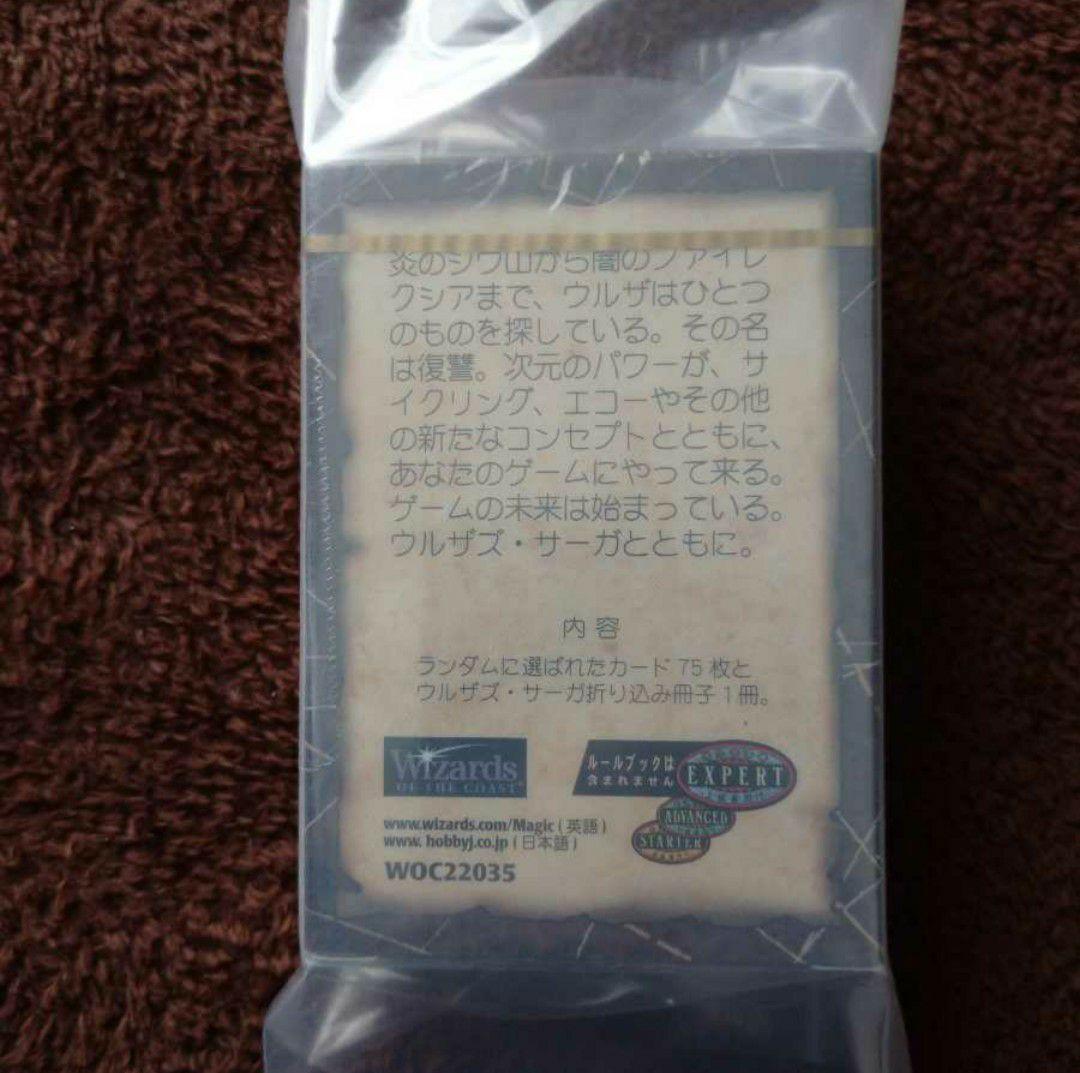 炎のシヴ山から闇のファイレ
クシアまで、ウルザはひとつ
のものを探している。その名
は復讐。次元のパワーが、サ
イクリング、エコーやその他
の新たなコンセプトとともに、
あなたのゲームにやって来る。
ゲームの未来は始まっている。
ウルザズ・サーガとともに。
内容
ランダムに選ばれたカード 75 枚と
ウルザズ・サーガ折り込み冊子 1 冊。
Wizards
OF THE COAST
ルールブックは
含まれません
EXPERT
ADVANCED
STARTER
www.wizards.com/Magic (英語)
www. hobbyj.co.jp (日本語)
WOC22035